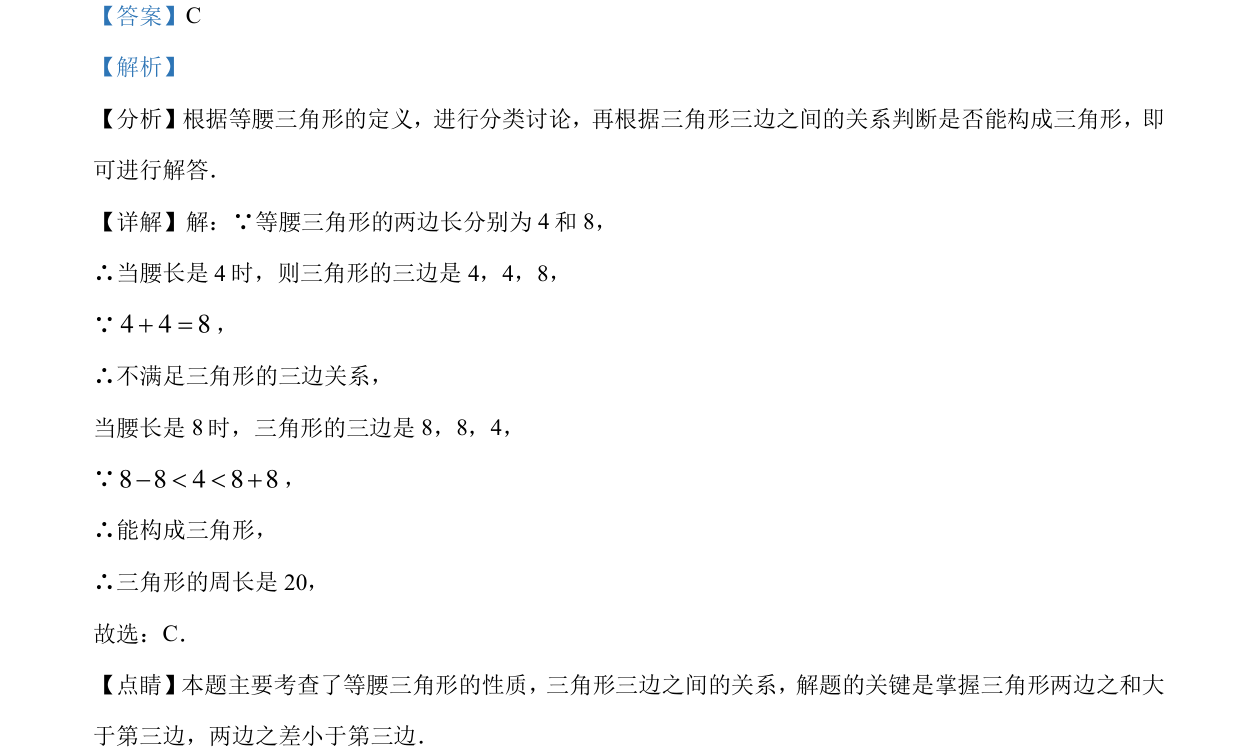 【答案】C
【解析】
【分析】根据等腰三角形的定义，进行分类讨论，再根据三角形三边之间的关系判断是否能构成三角形，即
可进行解答．
【详解】解：∵等腰三角形的两边长分别为 4 和 8，
∴当腰长是 4 时，则三角形的三边是 4，4，8，
∵4+4=8，
∴不满足三角形的三边关系，
当腰长是 8 时，三角形的三边是 8，8，4，
∵8−8<4<8+8，
∴能构成三角形，
∴三角形的周长是 20，
故选：C．
【点睛】本题主要考查了等腰三角形的性质，三角形三边之间的关系，解题的关键是掌握三角形两边之和大
于第三边，两边之差小于第三边．